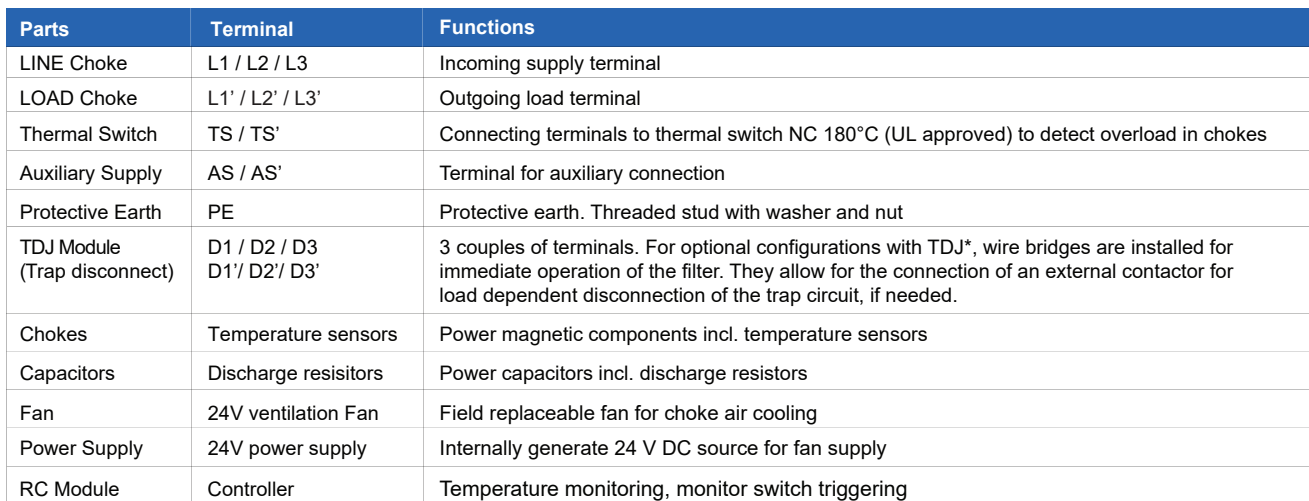 Parts Terminal Functions
LINE Choke L1 / L2 / L3 Incoming supply terminal
LOAD Choke L1’ / L2’ / L3’ Outgoing load terminal
Thermal Switch TS / TS’ Connecting terminals to thermal switch NC 180°C (UL approved) to detect overload in chokes
Auxiliary Supply AS / AS’ Terminal for auxiliary connection
Protective Earth PE Protective earth. Threaded stud with washer and nut
TDJ Module D1 / D2 / D3 3 couples of terminals. For optional configurations with TDJ*, wire bridges are installed for
(Trap disconnect) D1’/ D2’/ D3’ immediate operation of the filter. They allow for the connection of an external contactor for
load dependent disconnection of the trap circuit, if needed.
Chokes Temperature sensors Power magnetic components incl. temperature sensors
Capacitors Discharge resisitors Power capacitors incl. discharge resistors
Fan 24V ventilation Fan Field replaceable fan for choke air cooling
Power Supply 24V power supply Internally generate 24 V DC source for fan supply
RC Module Controller Temperature monitoring, monitor switch triggering